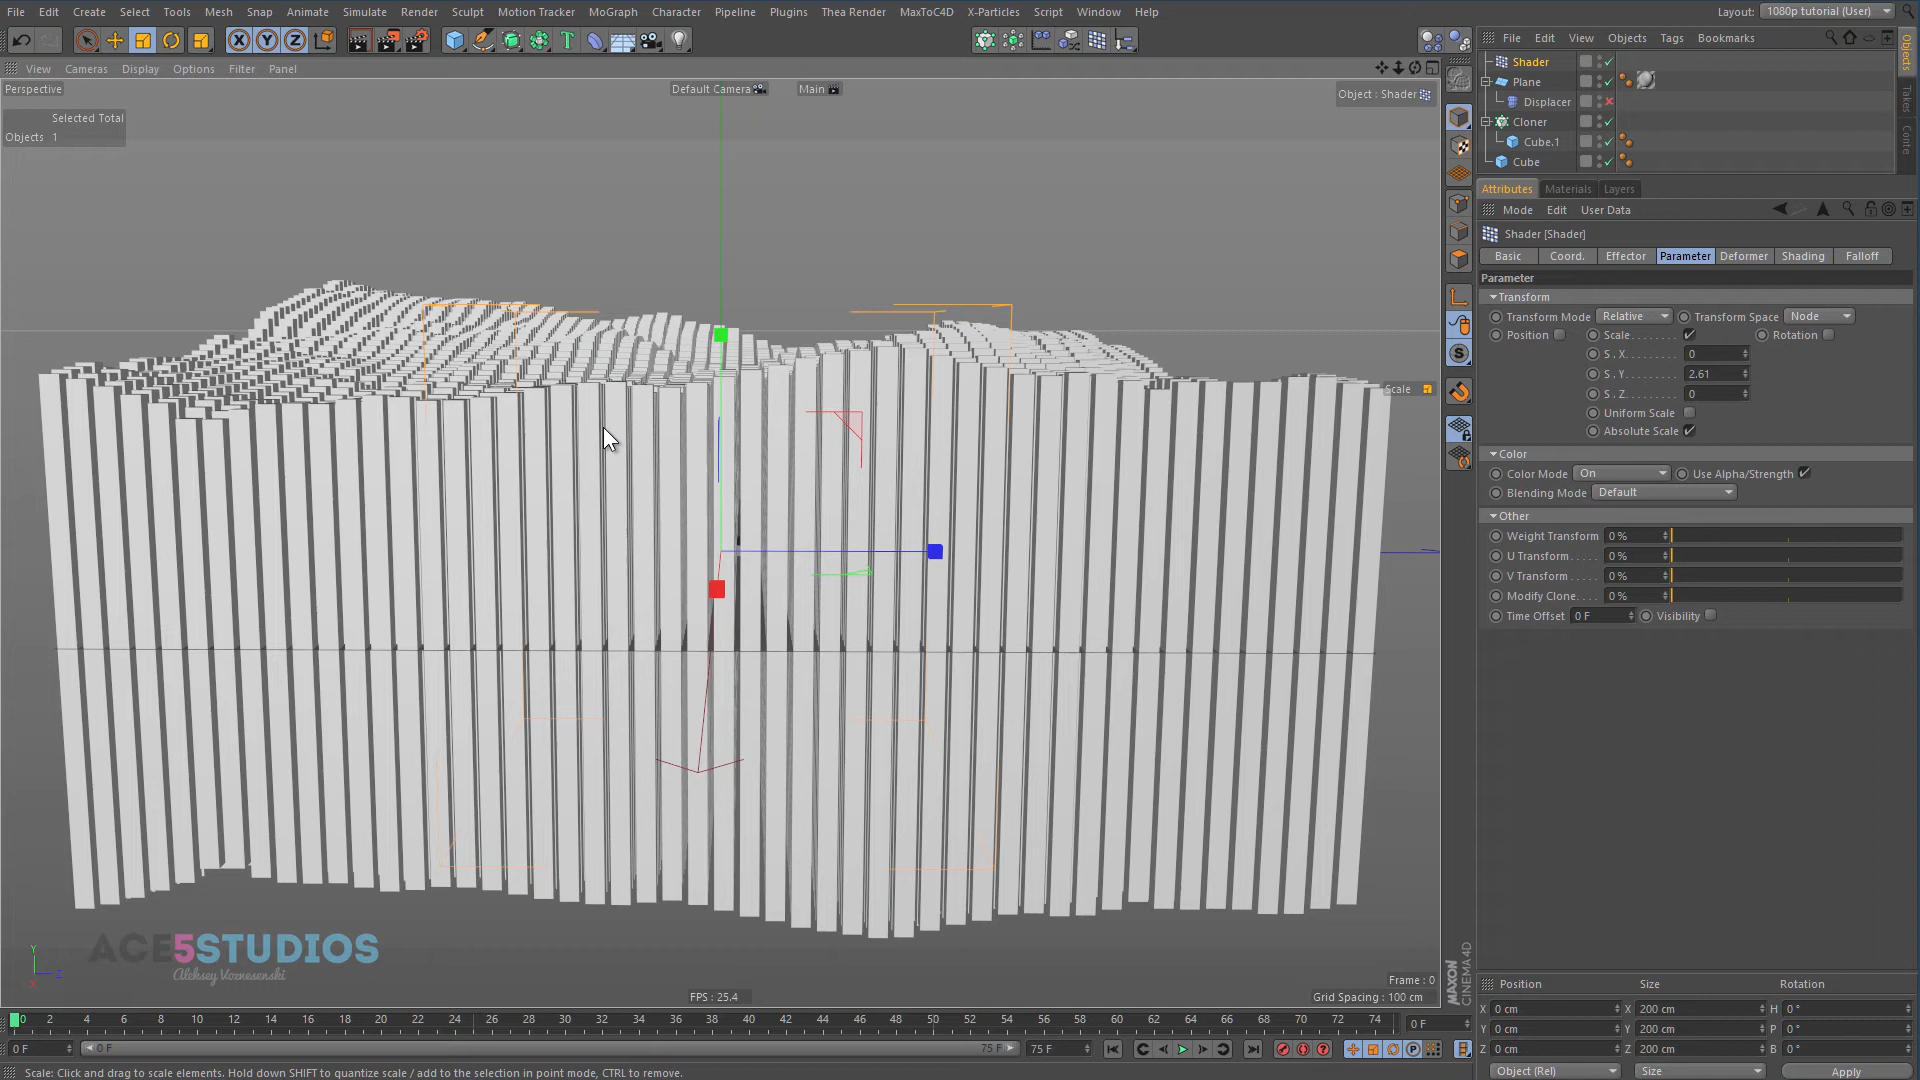 File Edit Create Select Tools Mesh Snap Animate Simulate Render Sculpt Motion Tracker MoGraph Character Pipeline Plugins Thea Render MaxToC4D X-Particles Script Window Help Layout: 1080p tutorial (User)
File Edit View Objects Tags Bookmarks
View Cameras Display Options Filter Panel
Perspective Default Camera Main Object : Shader
Selected Total
Objects 1
Shader
Plane
Displacer
Cloner
Cube.1
Cube
Objects
Takes
Conte
Attributes Materials Layers
Mode Edit User Data
Shader [Shader]
Basic Coord. Effector Parameter Deformer Shading Falloff
Parameter
Transform
Transform Mode Relative Transform Space Node
Position Scale........ Rotation
S . X........ 0
S . Y........ 2.61
S . Z........ 0
Uniform Scale
Absolute Scale
Scale
Color
Color Mode On Use Alpha/Strength
Blending Mode Default
Other
Weight Transform 0 %
U Transform..... 0 %
V Transform..... 0 %
Modify Clone.... 0 %
Time Offset 0 F Visibility
ACE5STUDIOS
Aleksey Voznesenski
Y
Z
X
FPS : 25.4
Frame : 0
Grid Spacing : 100 cm
MAXON
CINEMA 4D
Position Size Rotation
X 0 cm X 200 cm H 0 °
Y 0 cm Y 200 cm P 0 °
Z 0 cm Z 200 cm B 0 °
Object (Rel) Size Apply
0 2 4 6 8 10 12 14 16 18 20 22 24 26 28 30 32 34 36 38 40 42 44 46 48 50 52 54 56 58 60 62 64 66 68 70 72 74 0 F
0 F 0 F 75 F 75 F
Scale: Click and drag to scale elements. Hold down SHIFT to quantize scale / add to the selection in point mode, CTRL to remove.